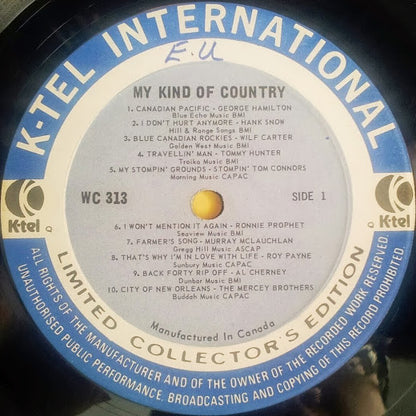 K-TEL INTERNATIONAL
E.U
MY KIND OF COUNTRY
1. CANADIAN PACIFIC - GEORGE HAMILTON
Blue Echo Music BMI
2. I DON'T HURT ANYMORE - HANK SNOW
Hill & Range Songs BMI
3. BLUE CANADIAN ROCKIES - WILF CARTER
Golden West Music BMI
4. TRAVELLIN' MAN - TOMMY HUNTER
Troika Music BMI
5. MY STOMPIN' GROUNDS - STOMPIN' TOM CONNORS
Morning Music CAPAC
WC 313
SIDE 1
K-tel
K-tel
6. I WON'T MENTION IT AGAIN - RONNIE PROPHET
Seaview Music BMI
7. FARMER'S SONG - MURRAY MCLAUCHLAN
Gregg Hill Music ASCAP
8. THAT'S WHY I'M IN LOVE WITH LIFE - ROY PAYNE
Sunbury Music CAPAC
9. BACK FORTY RIP OFF - AL CHERNEY
Dunbar Music BMI
10. CITY OF NEW ORLEANS - THE MERCEY BROTHERS
Buddah Music CAPAC
Manufactured In Canada
LIMITED COLLECTOR'S EDITION
ALL RIGHTS OF THE MANUFACTURER AND OF THE OWNER OF THE RECORDED WORK RESERVED.
UNAUTHORISED PUBLIC PERFORMANCE, BROADCASTING AND COPYING OF THIS RECORD PROHIBITED.